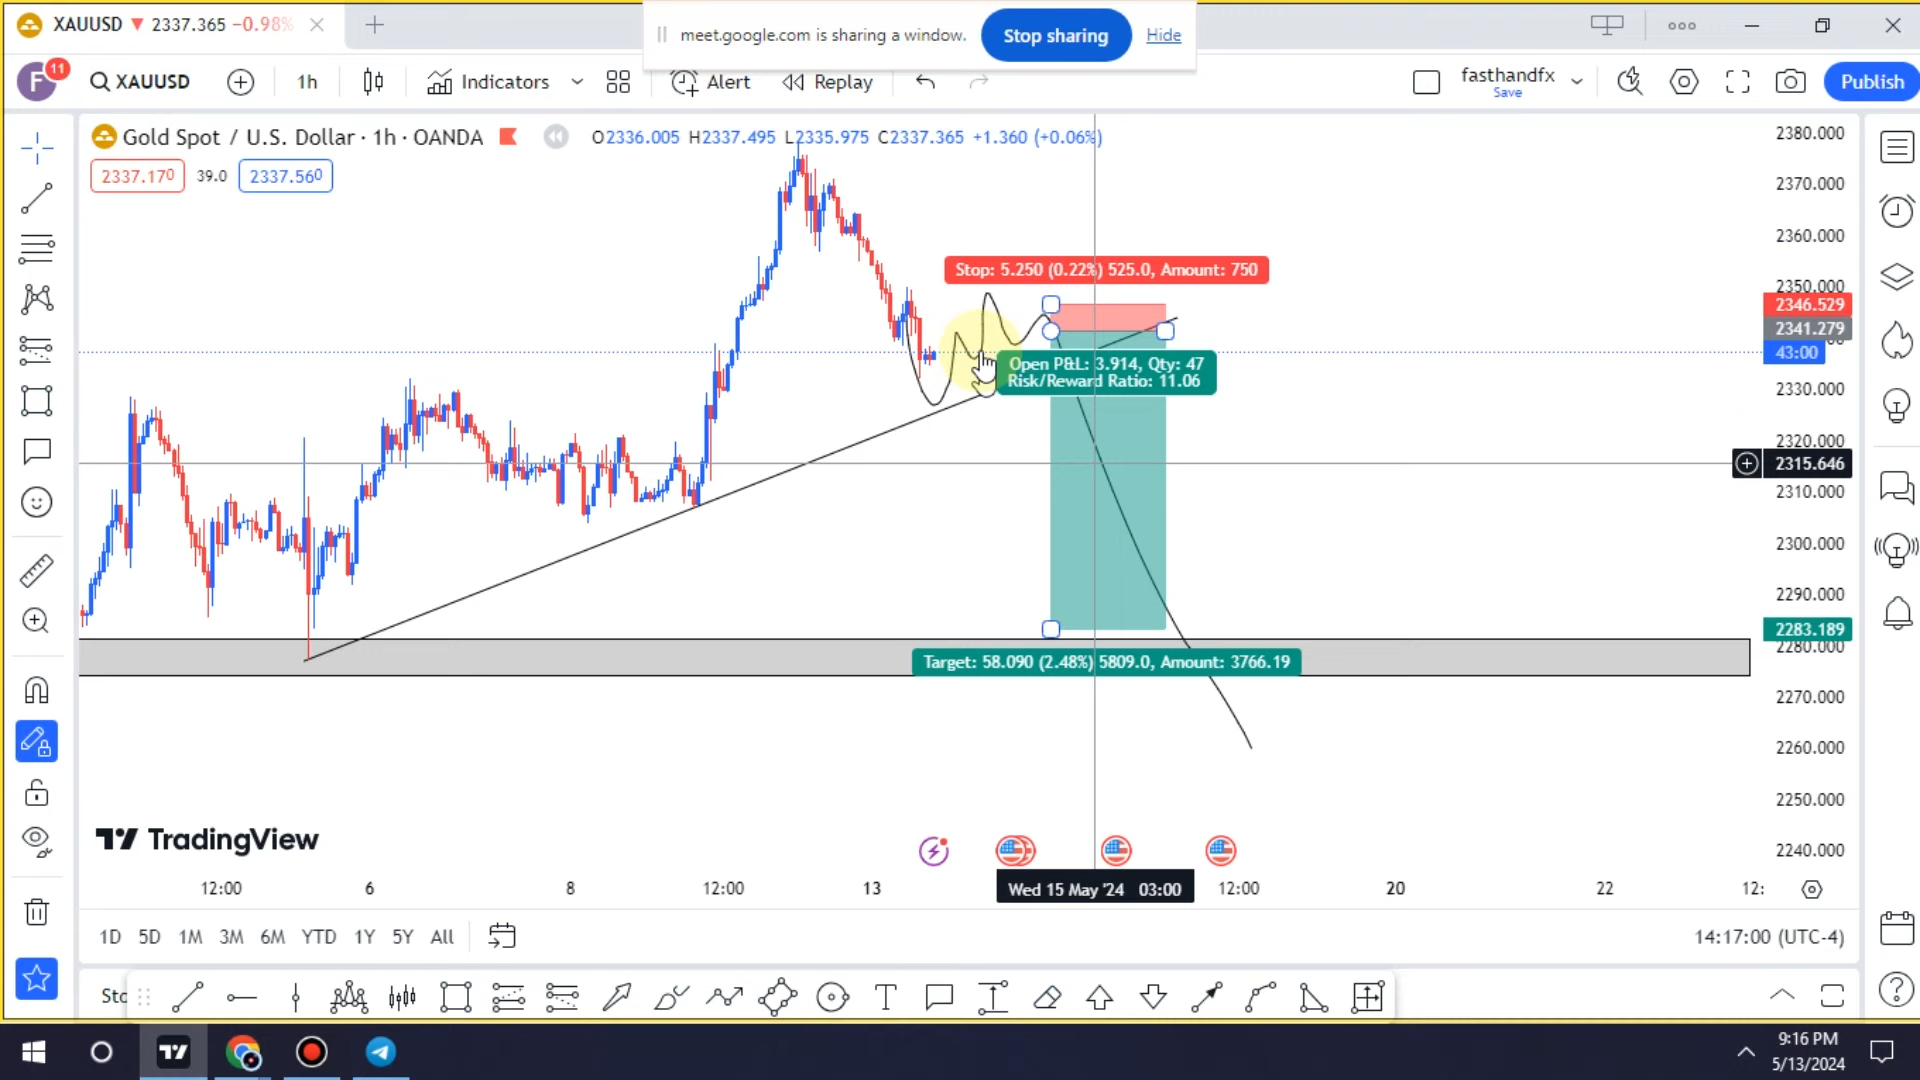 XAUUSD ▼ 2337.365 −0.98%
meet.google.com is sharing a window. Stop sharing Hide
F 11 XAUUSD 1h Indicators Alert Replay fasthandfx Save Publish
Gold Spot / U.S. Dollar · 1h · OANDA O2336.005 H2337.495 L2335.975 C2337.365 +1.360 (+0.06%)
2337.170 39.0 2337.560
2380.000
2370.000
2360.000
Stop: 5.250 (0.22%) 525.0, Amount: 750
2350.000
2346.529
2341.279
43:00
Open P&L: 3.914, Qty: 47
Risk/Reward Ratio: 11.06
2330.000
2320.000
2315.646
2310.000
2300.000
2290.000
2283.189
2280.000
Target: 58.090 (2.48%) 5809.0, Amount: 3766.19
2270.000
2260.000
2250.000
TradingView
2240.000
12:00 6 8 12:00 13 Wed 15 May '24 03:00 12:00 20 22 12:
1D 5D 1M 3M 6M YTD 1Y 5Y All 14:17:00 (UTC-4)
Sto
9:16 PM
5/13/2024